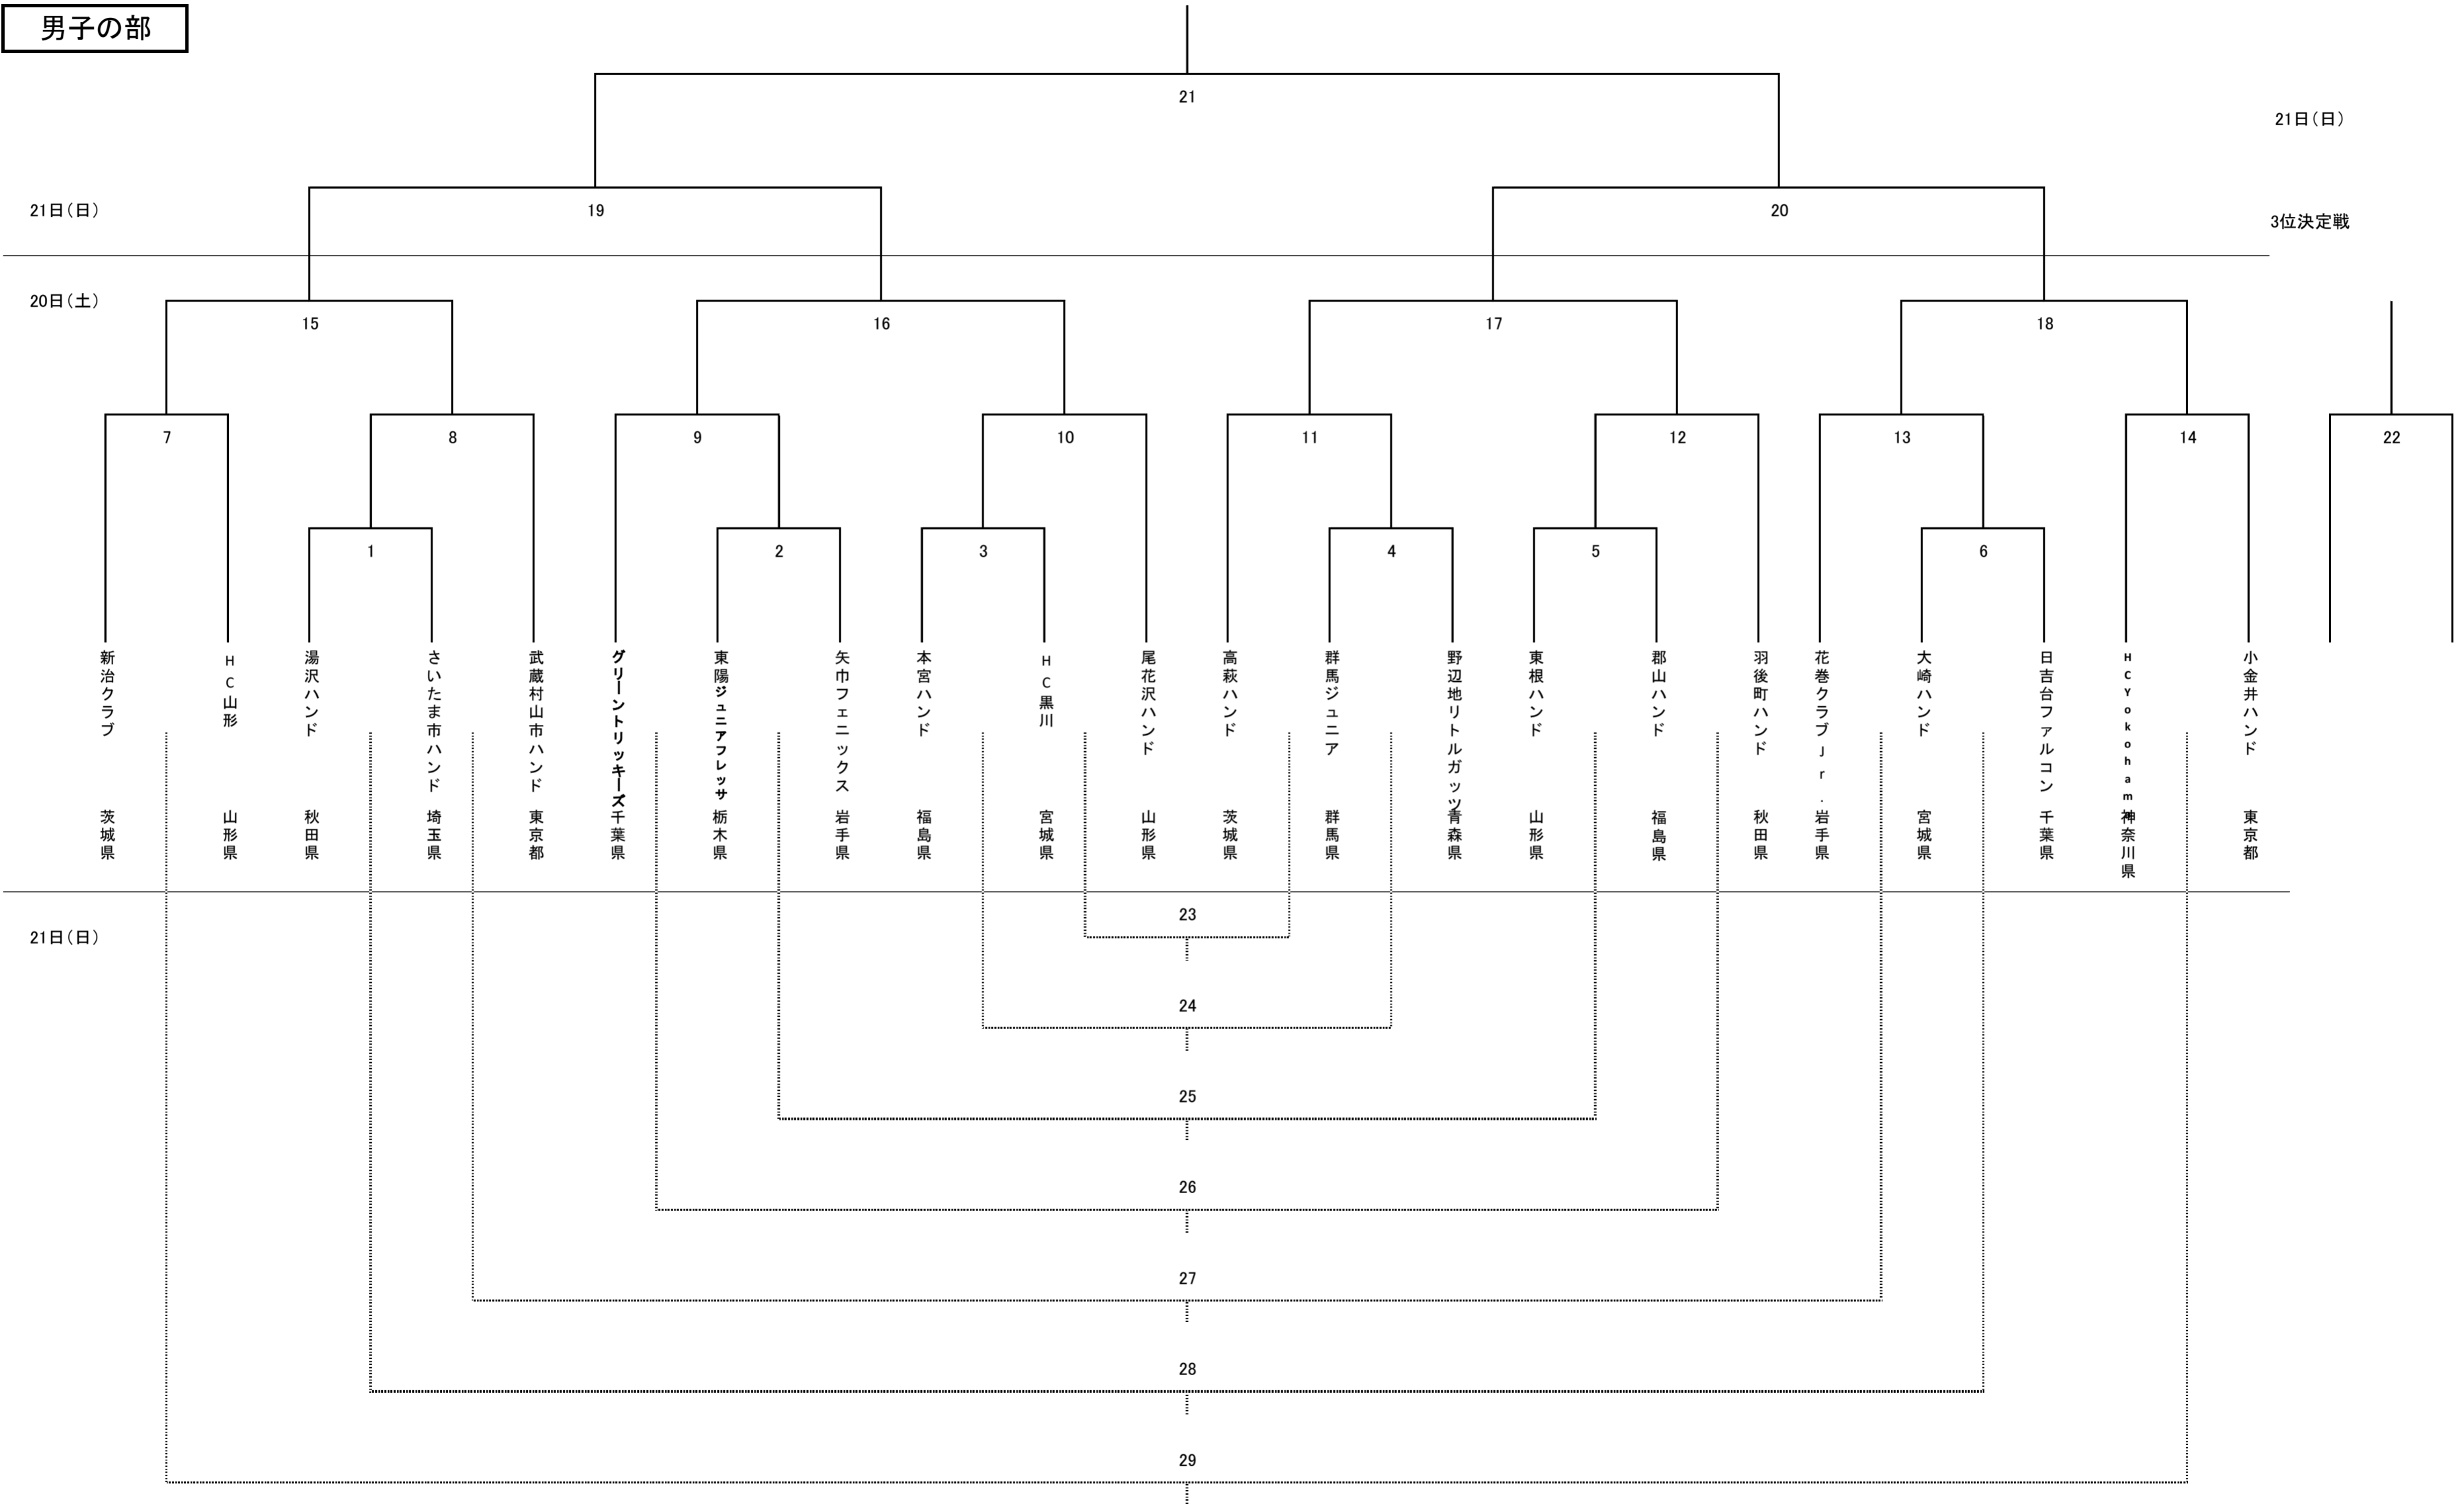 男子の部
21
21日(日)
21日(日)
19
20
3位決定戦
20日(土)
15
16
17
18
7
8
9
10
11
12
13
14
22
1
2
3
4
5
6
新治クラブ
茨城県
HC山形
山形県
湯沢ハンド
秋田県
さいたま市ハンド
埼玉県
武蔵村山市ハンド
東京都
グリーントリッキーズ
千葉県
東陽ジュニアフレッサ
栃木県
矢巾フェニックス
岩手県
本宮ハンド
福島県
HC黒川
宮城県
尾花沢ハンド
山形県
高萩ハンド
茨城県
群馬ジュニア
群馬県
野辺地リトルガッツ
青森県
東根ハンド
山形県
郡山ハンド
福島県
羽後町ハンド
秋田県
花巻クラブJr.
岩手県
大崎ハンド
宮城県
日吉台ファルコン
千葉県
HCYokoham
神奈川県
小金井ハンド
東京都
23
21日(日)
24
25
26
27
28
29